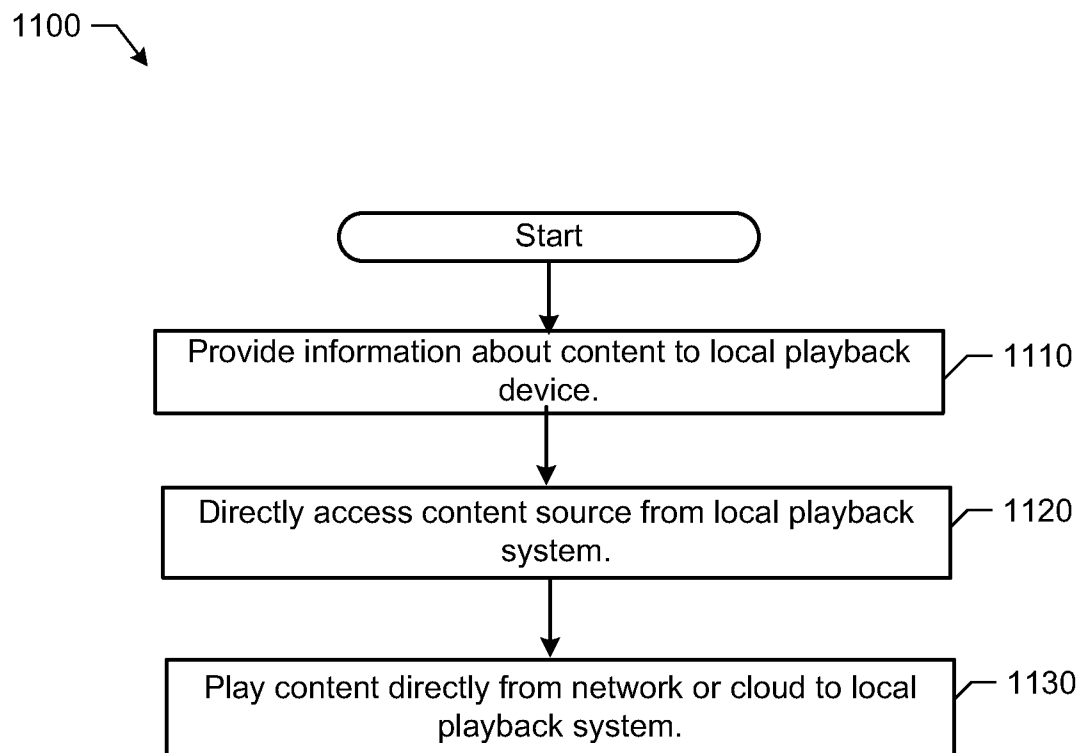 1100
Start
Provide information about content to local playback
device.
1110
Directly access content source from local playback
system.
1120
Play content directly from network or cloud to local
playback system.
1130